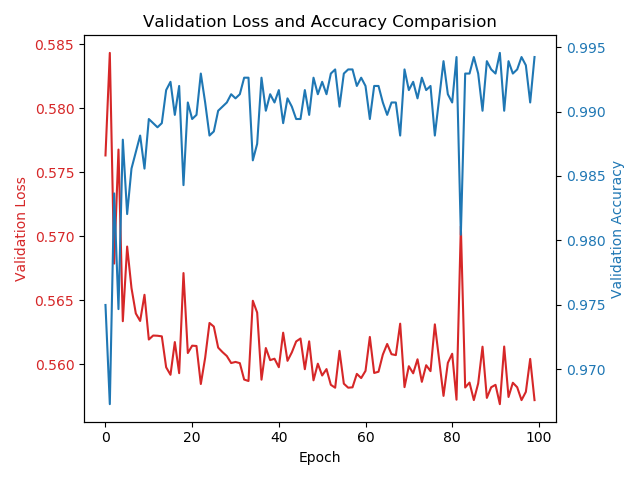 Validation Loss and Accuracy Comparision
0.585
0.580
0.575
0.570
0.565
0.560
Validation Loss
0.995
0.990
0.985
0.980
0.975
0.970
Validation Accuracy
0 20 40 60 80 100
Epoch